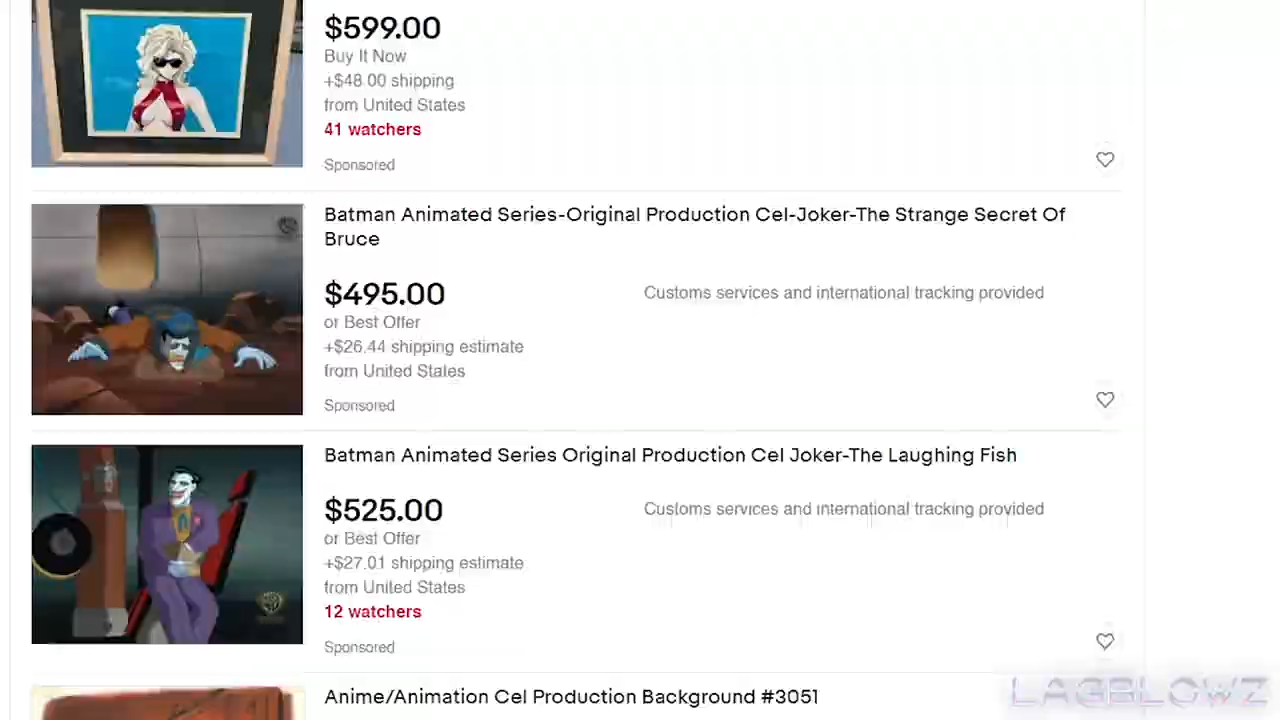 $599.00
Buy It Now
+$48.00 shipping
from United States
41 watchers
Sponsored
Batman Animated Series-Original Production Cel-Joker-The Strange Secret Of
Bruce
$495.00
Customs services and international tracking provided
or Best Offer
+$26.44 shipping estimate
from United States
Sponsored
Batman Animated Series Original Production Cel Joker-The Laughing Fish
$525.00
Customs services and international tracking provided
or Best Offer
+$27.01 shipping estimate
from United States
12 watchers
Sponsored
Anime/Animation Cel Production Background #3051
LAGBLOWZ